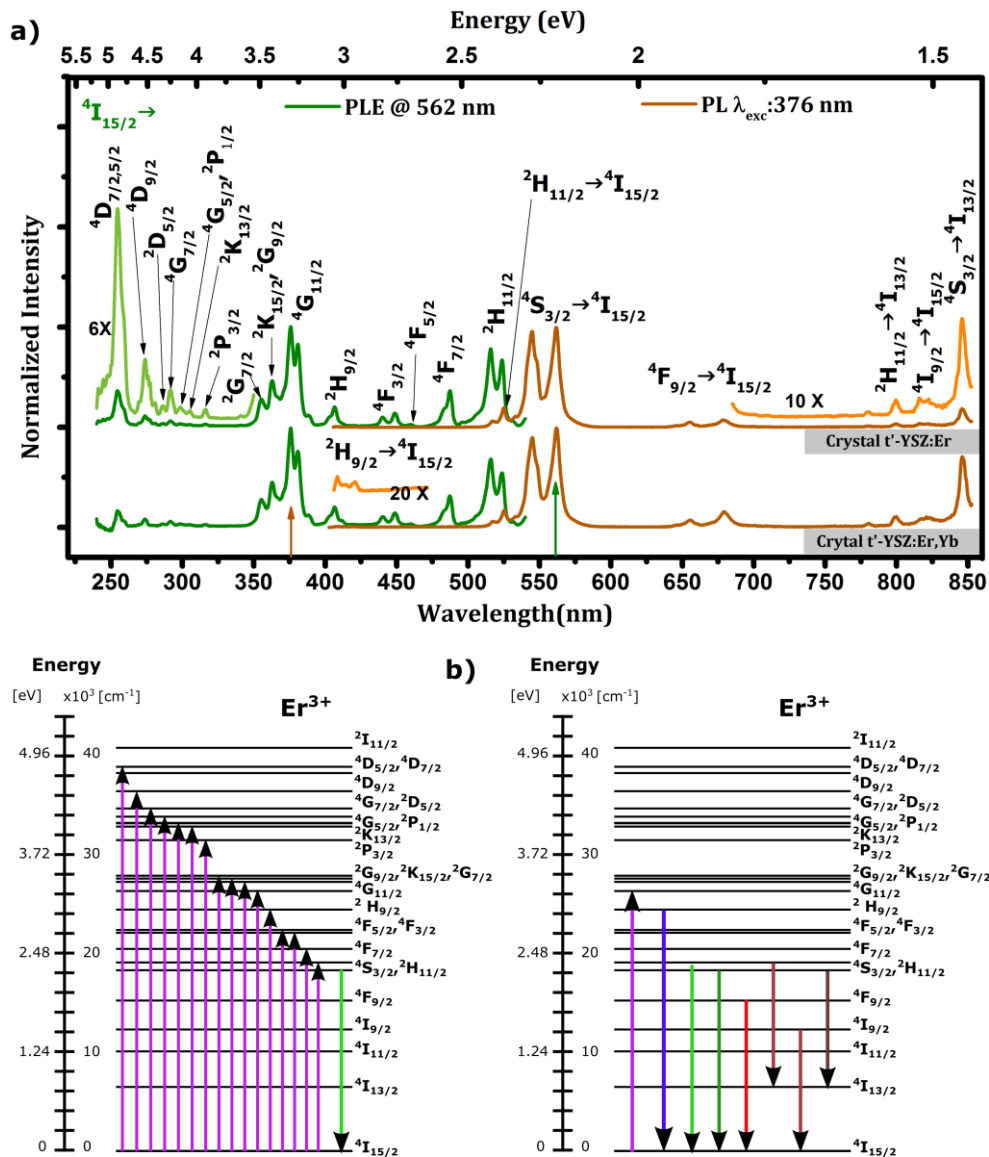 a)
Energy (eV)
5.5 5 4.5 4 3.5 3 2.5 2 1.5
⁴I₁₅/₂→
PLE @ 562 nm
PL λexc:376 nm
⁴D₇/₂,₅/₂
⁴D₉/₂
²D₅/₂
⁴G₇/₂
⁴G₅/₂, ²P₁/₂
²K₁₃/₂
²P₃/₂
²G₇/₂
²K₁₅/₂, ²G₉/₂
⁴G₁₁/₂
²H₉/₂
⁴F₃/₂
⁴F₅/₂
⁴F₇/₂
²H₁₁/₂
²H₁₁/₂→⁴I₁₅/₂
⁴S₃/₂→⁴I₁₅/₂
⁴F₉/₂→⁴I₁₅/₂
²H₁₁/₂→⁴I₁₃/₂
⁴I₉/₂→⁴I₁₅/₂
⁴S₃/₂→⁴I₁₃/₂
6X
10 X
Crystal t'-YSZ:Er
²H₉/₂→⁴I₁₅/₂
20 X
Crytal t'-YSZ:Er,Yb
Normalized Intensity
250 300 350 400 450 500 550 600 650 700 750 800 850
Wavelength(nm)
b)
Energy
[eV] x10³ [cm⁻¹]
Er³⁺
²I₁₁/₂
4.96 40
⁴D₅/₂,⁴D₇/₂
⁴D₉/₂
⁴G₇/₂,²D₅/₂
⁴G₅/₂,²P₁/₂
²K₁₃/₂
3.72 30
²P₃/₂
²G₉/₂,²K₁₅/₂,²G₇/₂
⁴G₁₁/₂
² H₉/₂
⁴F₅/₂,⁴F₃/₂
2.48 20
⁴F₇/₂
⁴S₃/₂,²H₁₁/₂
⁴F₉/₂
⁴I₉/₂
1.24 10
⁴I₁₁/₂
⁴I₁₃/₂
0 0
⁴I₁₅/₂
Energy
[eV] x10³ [cm⁻¹]
Er³⁺
²I₁₁/₂
4.96 40
⁴D₅/₂,⁴D₇/₂
⁴D₉/₂
⁴G₇/₂,²D₅/₂
⁴G₅/₂,²P₁/₂
²K₁₃/₂
3.72 30
²P₃/₂
²G₉/₂,²K₁₅/₂,²G₇/₂
⁴G₁₁/₂
² H₉/₂
⁴F₅/₂,⁴F₃/₂
2.48 20
⁴F₇/₂
⁴S₃/₂,²H₁₁/₂
⁴F₉/₂
⁴I₉/₂
1.24 10
⁴I₁₁/₂
⁴I₁₃/₂
0 0
⁴I₁₅/₂